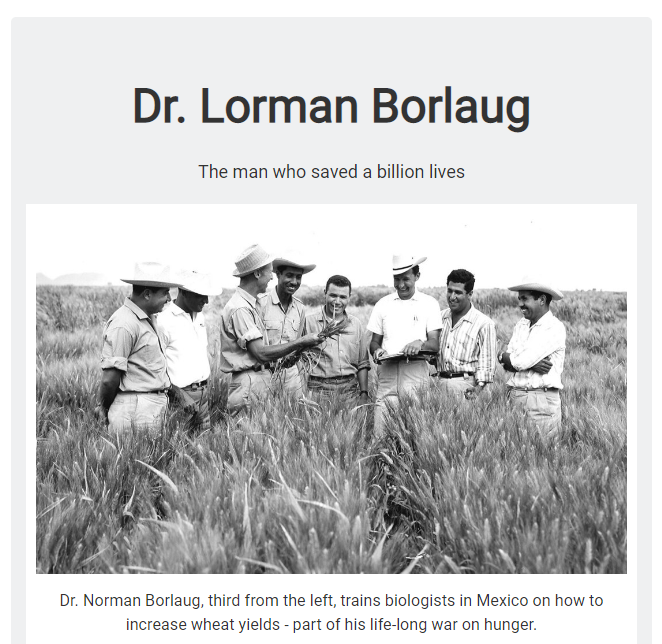 Dr. Lorman Borlaug
The man who saved a billion lives
Dr. Norman Borlaug, third from the left, trains biologists in Mexico on how to
increase wheat yields - part of his life-long war on hunger.